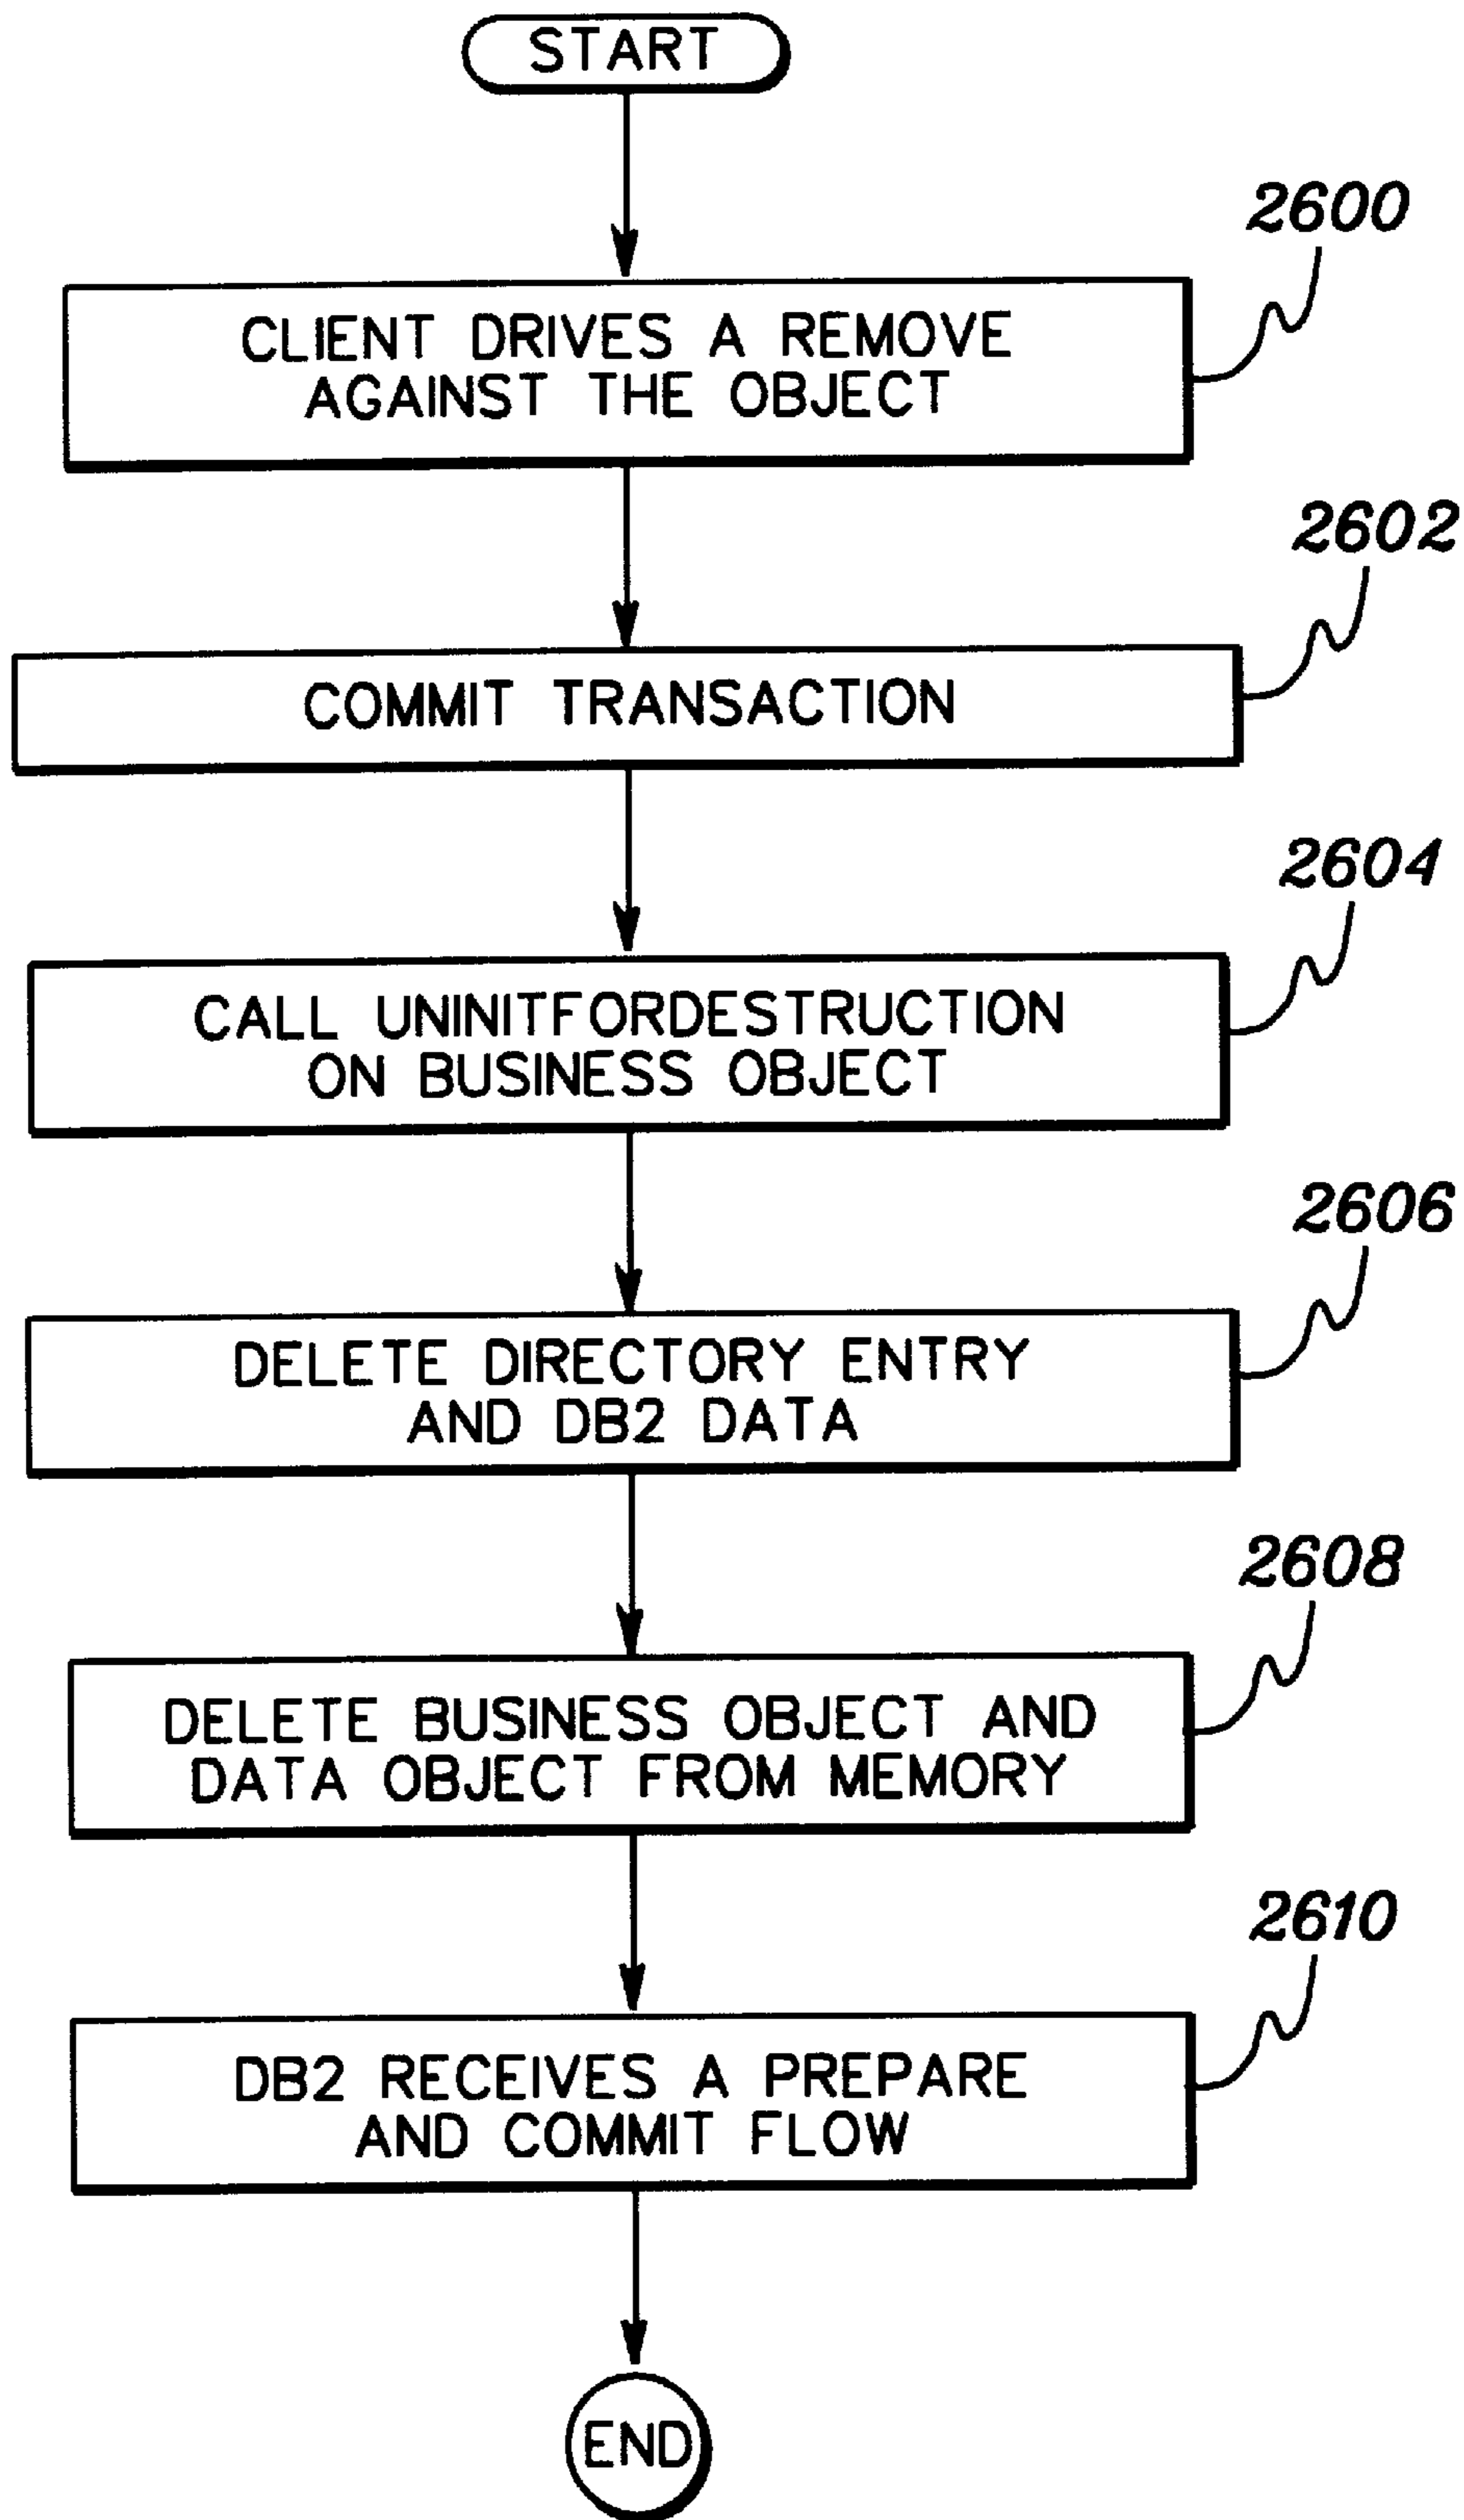 START
2600
CLIENT DRIVES A REMOVE
AGAINST THE OBJECT
2602
COMMIT TRANSACTION
2604
CALL UNINITFORDESTRUCTION
ON BUSINESS OBJECT
2606
DELETE DIRECTORY ENTRY
AND DB2 DATA
2608
DELETE BUSINESS OBJECT AND
DATA OBJECT FROM MEMORY
2610
DB2 RECEIVES A PREPARE
AND COMMIT FLOW
END